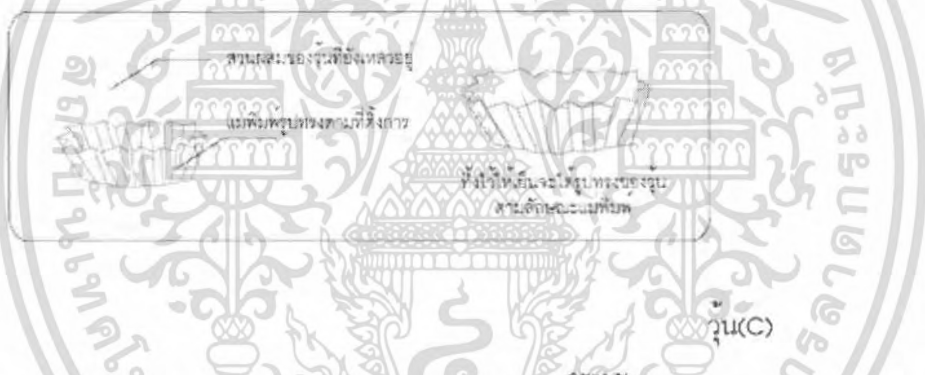 ส่วนผสมของวุ้นที่ยังเหลวอยู่
แม่พิมพ์รูปทรงตามที่ต้องการ
ทิ้งไว้ให้เย็นจะได้รูปทรงของวุ้น
ตามลักษณะแม่พิมพ์
วุ้น(C)